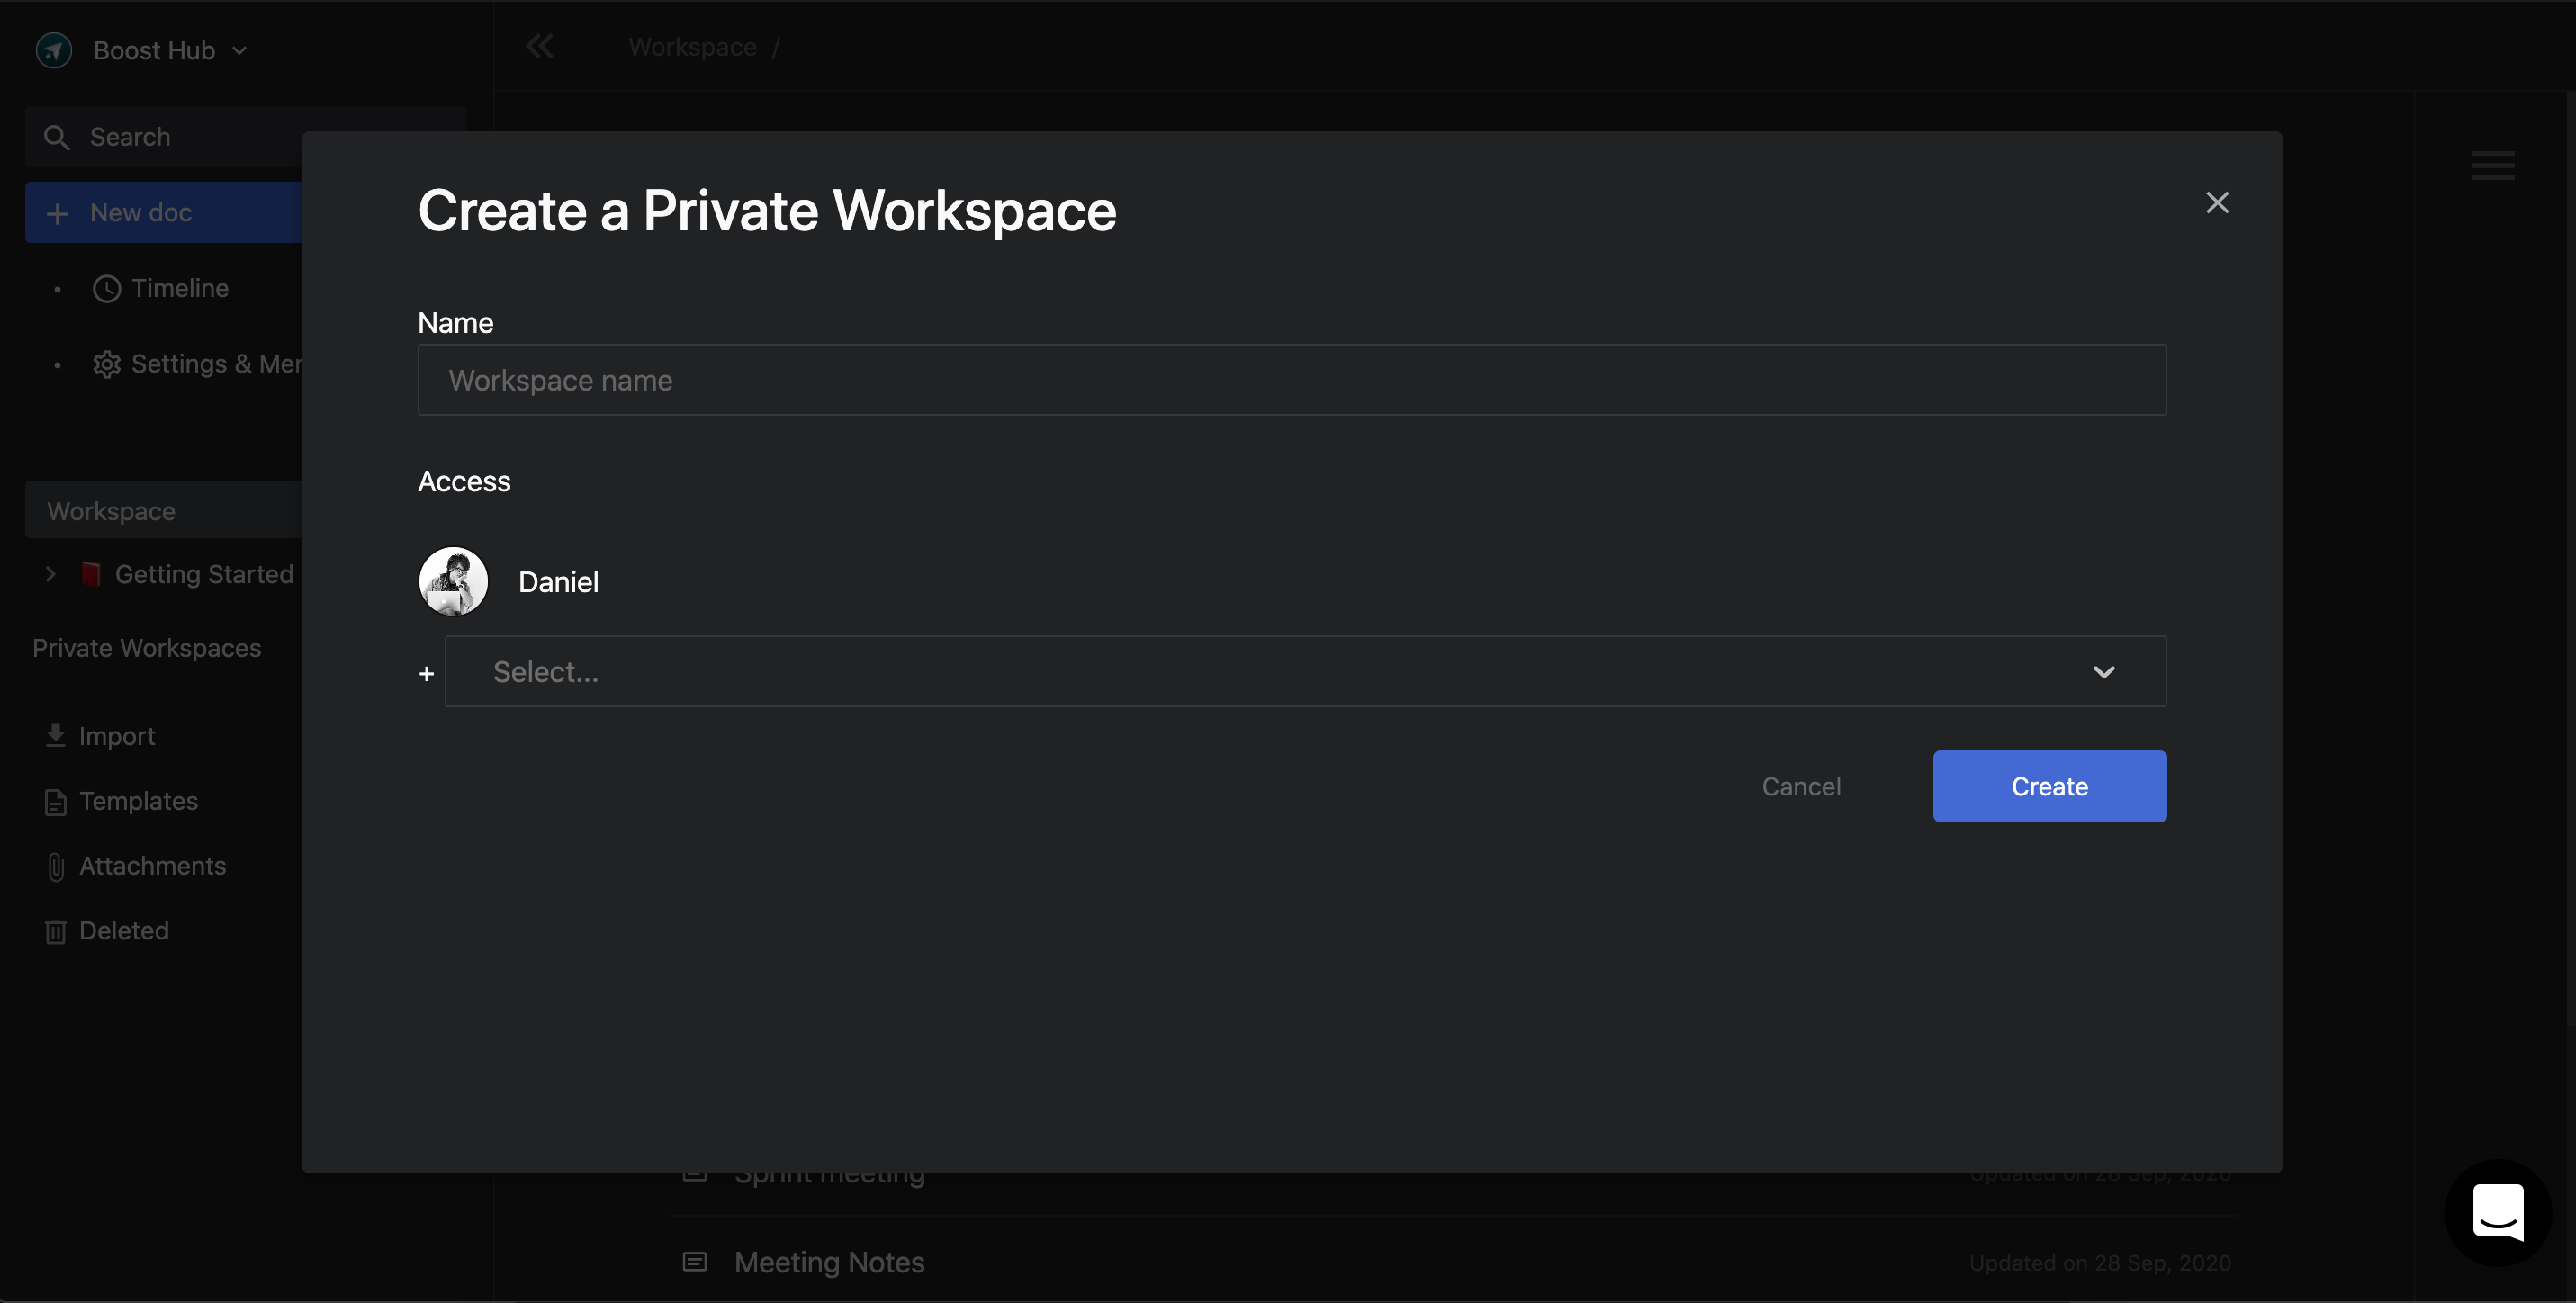 Boost Hub
Workspace /
Search
New doc
Timeline
Settings &
Workspace
Getting Started
Private Workspaces
Import
Templates
Attachments
Deleted
Create a Private Workspace
Name
Workspace name
Access
Daniel
+ Select...
Cancel
Create
Sprint meeting
Updated on 28 Sep, 2020
Meeting Notes
Updated on 28 Sep, 2020